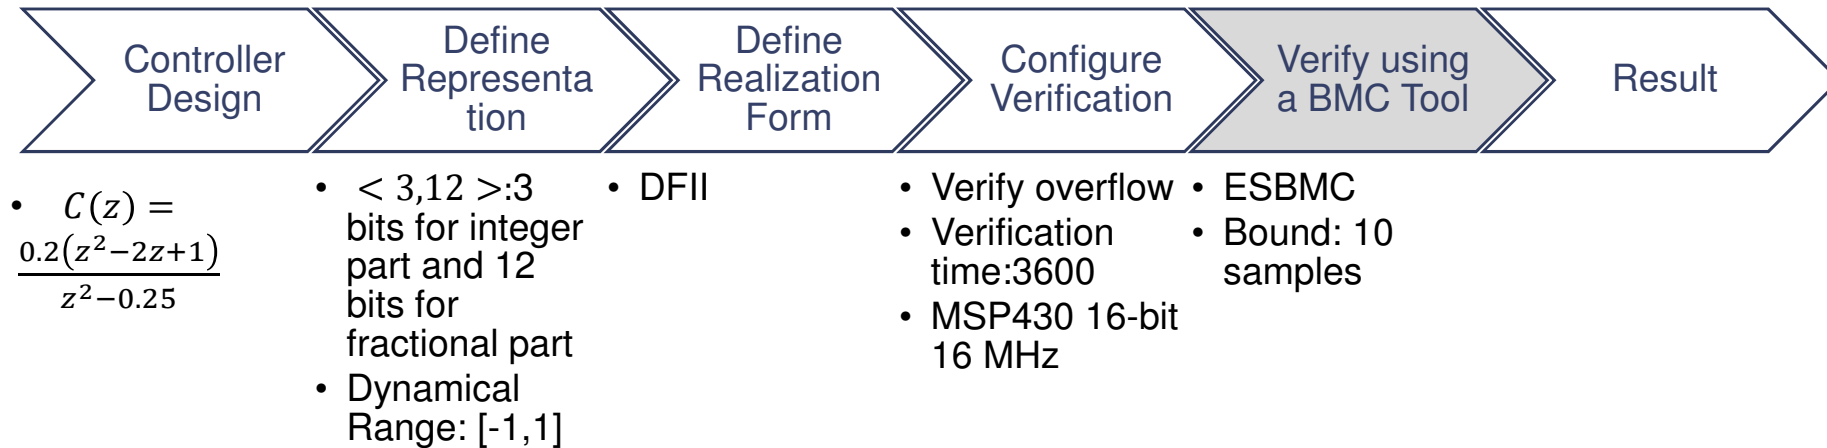 Controller
Design
Define
Representa
tion
Define
Realization
Form
Configure
Verification
Verify using
a BMC Tool
Result
• C(z) =
0.2(z²−2z+1)
z²−0.25
• < 3,12 >:3
bits for integer
part and 12
bits for
fractional part
• Dynamical
Range: [-1,1]
• DFII
• Verify overflow
• Verification
time:3600
• MSP430 16-bit
16 MHz
• ESBMC
• Bound: 10
samples